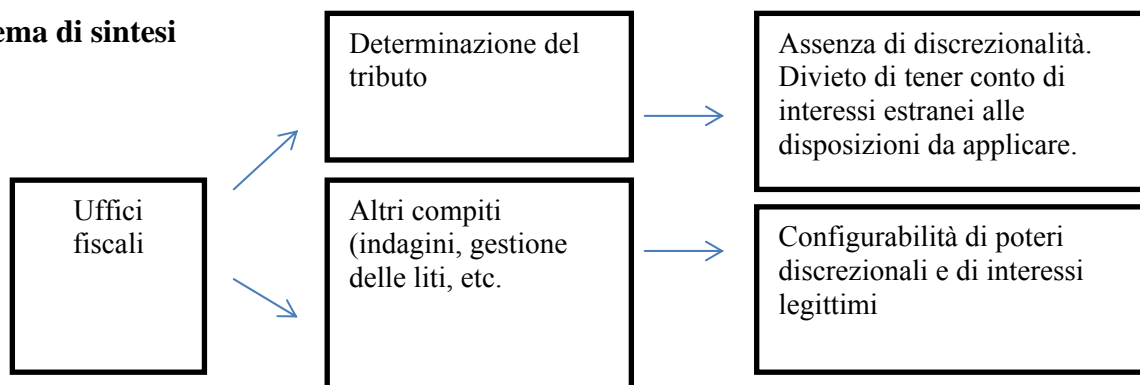 ema di sintesi
Determinazione del
tributo
Assenza di discrezionalità.
Divieto di tener conto di
interessi estranei alle
disposizioni da applicare.
Uffici
fiscali
Altri compiti
(indagini, gestione
delle liti, etc.
Configurabilità di poteri
discrezionali e di interessi
legittimi